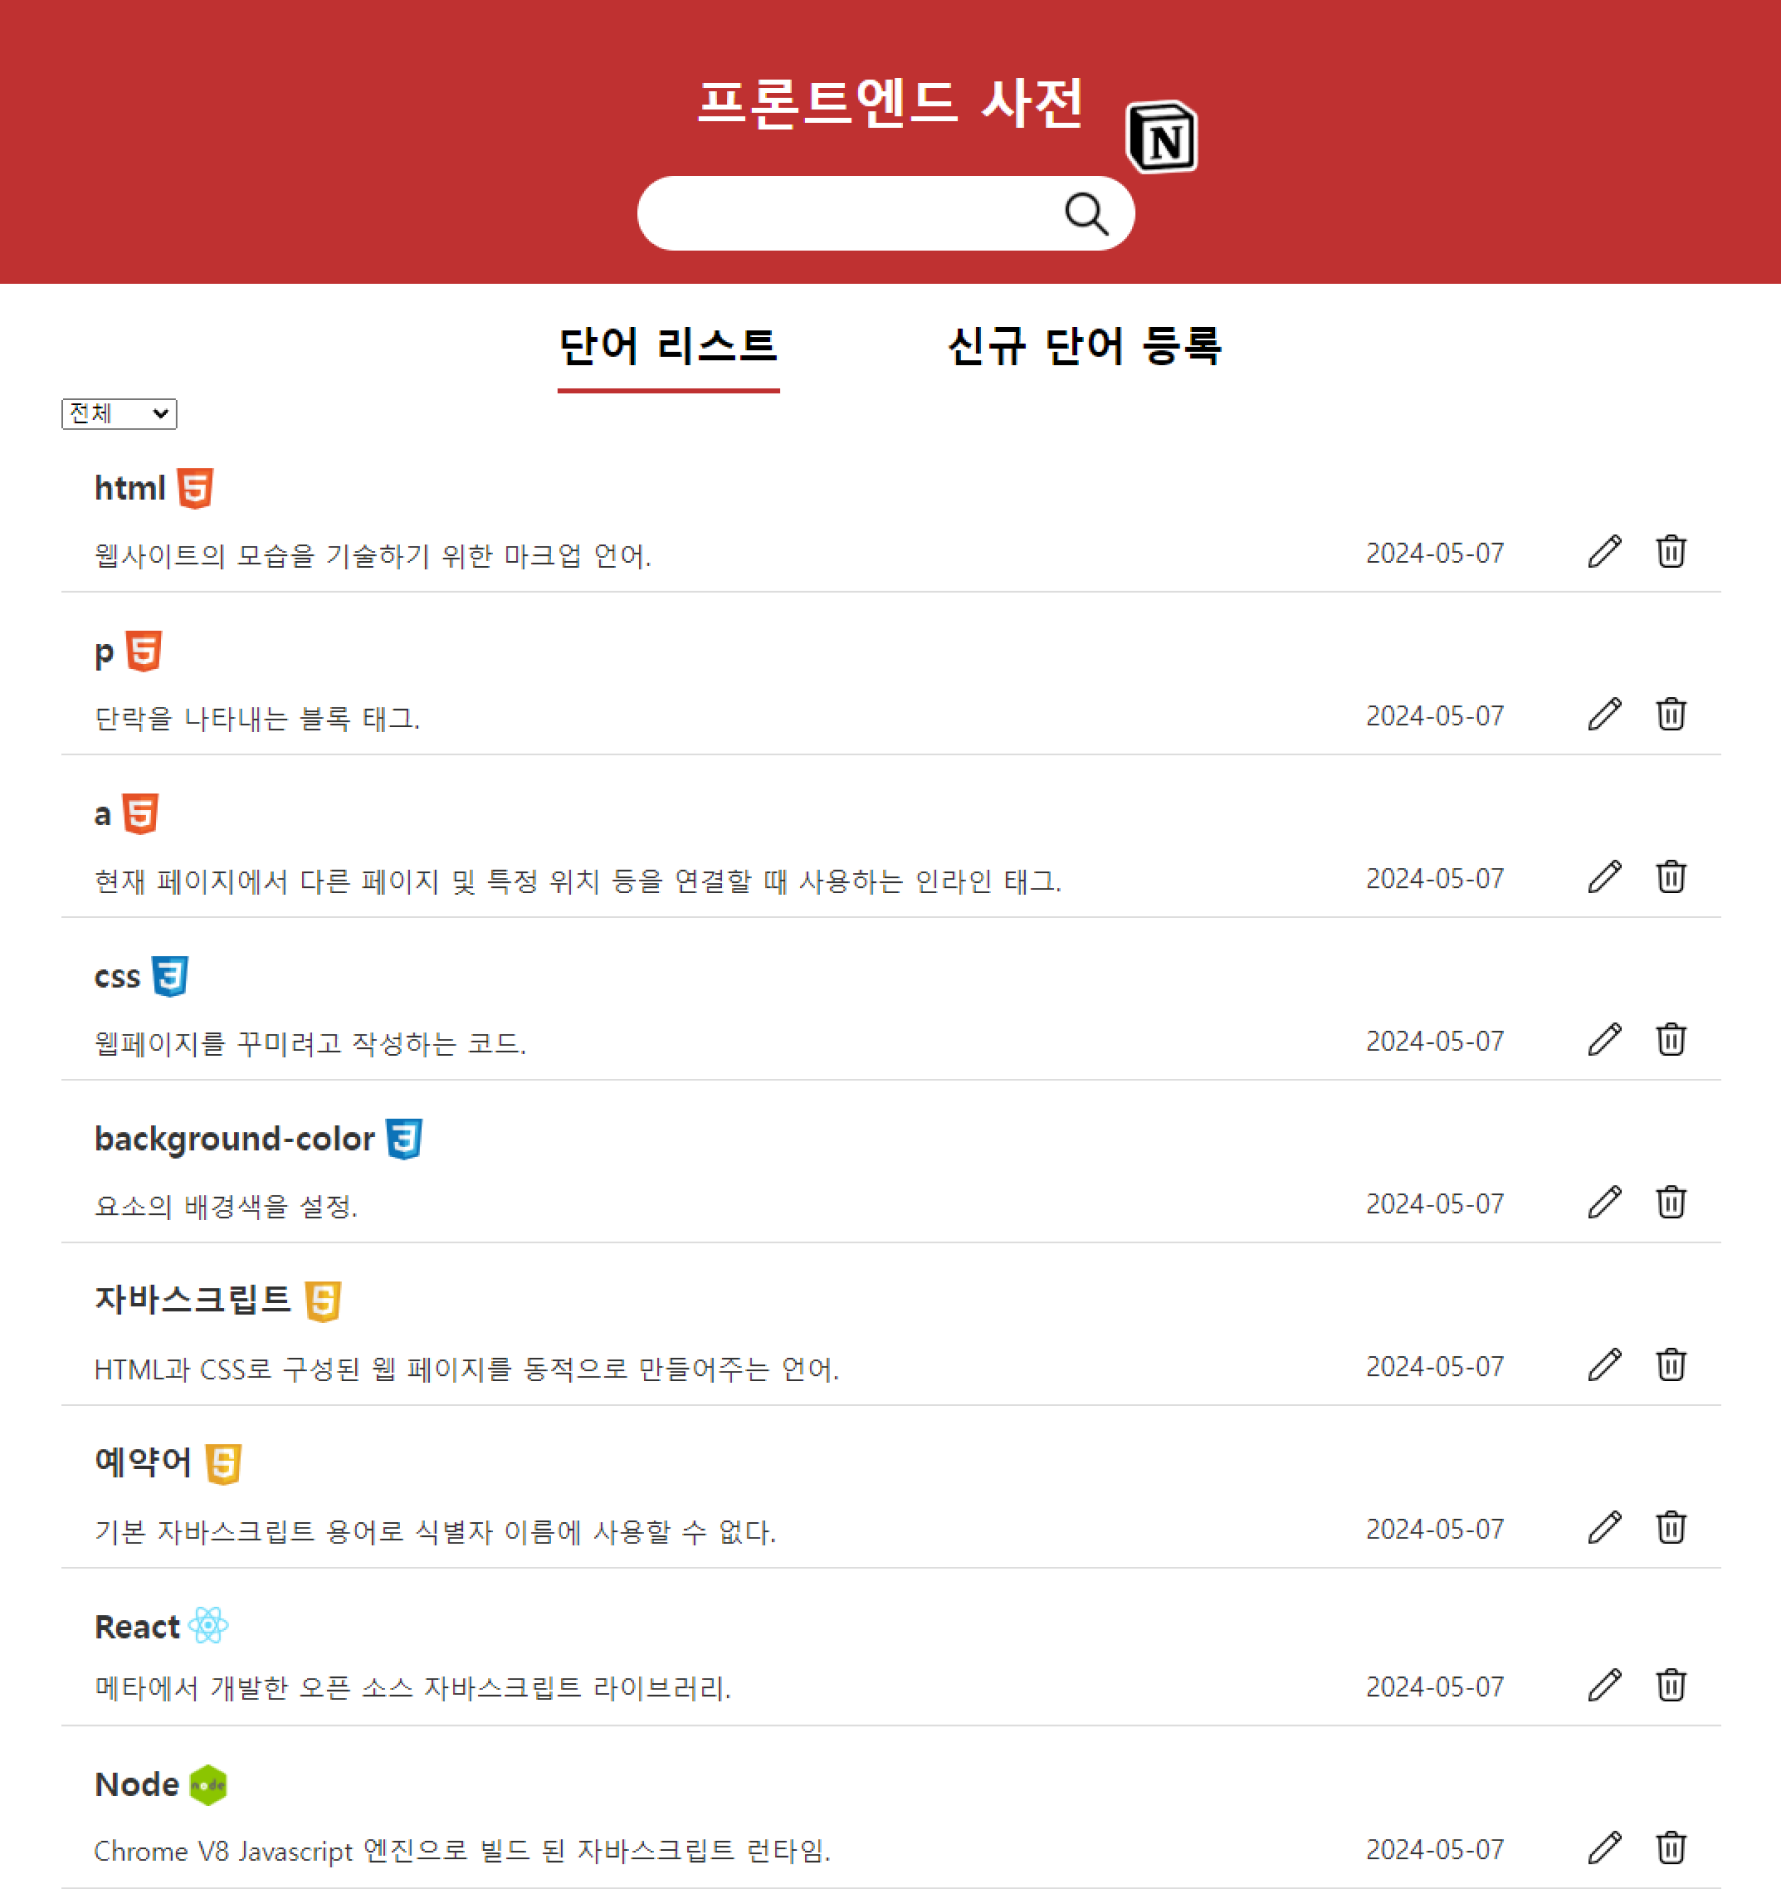 프론트엔드 사전
N
단어 리스트 신규 단어 등록
전체
html 5
웹사이트의 모습을 기술하기 위한 마크업 언어. 2024-05-07
p 5
단락을 나타내는 블록 태그. 2024-05-07
a 5
현재 페이지에서 다른 페이지 및 특정 위치 등을 연결할 때 사용하는 인라인 태그. 2024-05-07
css 3
웹페이지를 꾸미려고 작성하는 코드. 2024-05-07
background-color 3
요소의 배경색을 설정. 2024-05-07
자바스크립트 5
HTML과 CSS로 구성된 웹 페이지를 동적으로 만들어주는 언어. 2024-05-07
예약어 5
기본 자바스크립트 용어로 식별자 이름에 사용할 수 없다. 2024-05-07
React
메타에서 개발한 오픈 소스 자바스크립트 라이브러리. 2024-05-07
Node node
Chrome V8 Javascript 엔진으로 빌드 된 자바스크립트 런타임. 2024-05-07